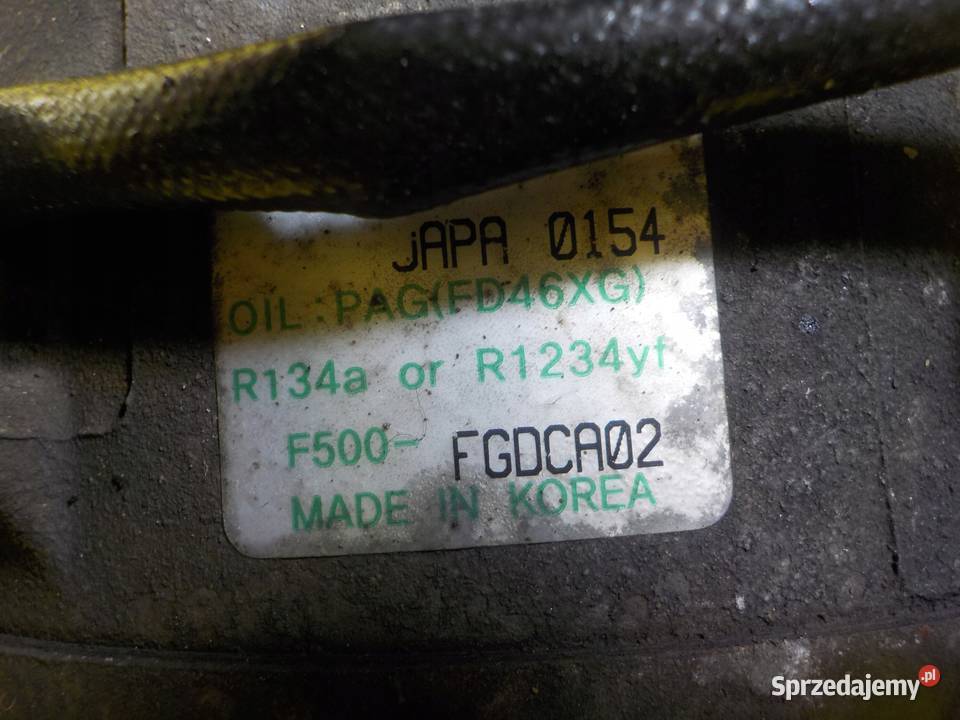 jAPA 0154
OIL : PAG(FD46XG)
R134a or R1234yf
F500- FGDCA02
MADE IN KOREA
Sprzedajemy.pl